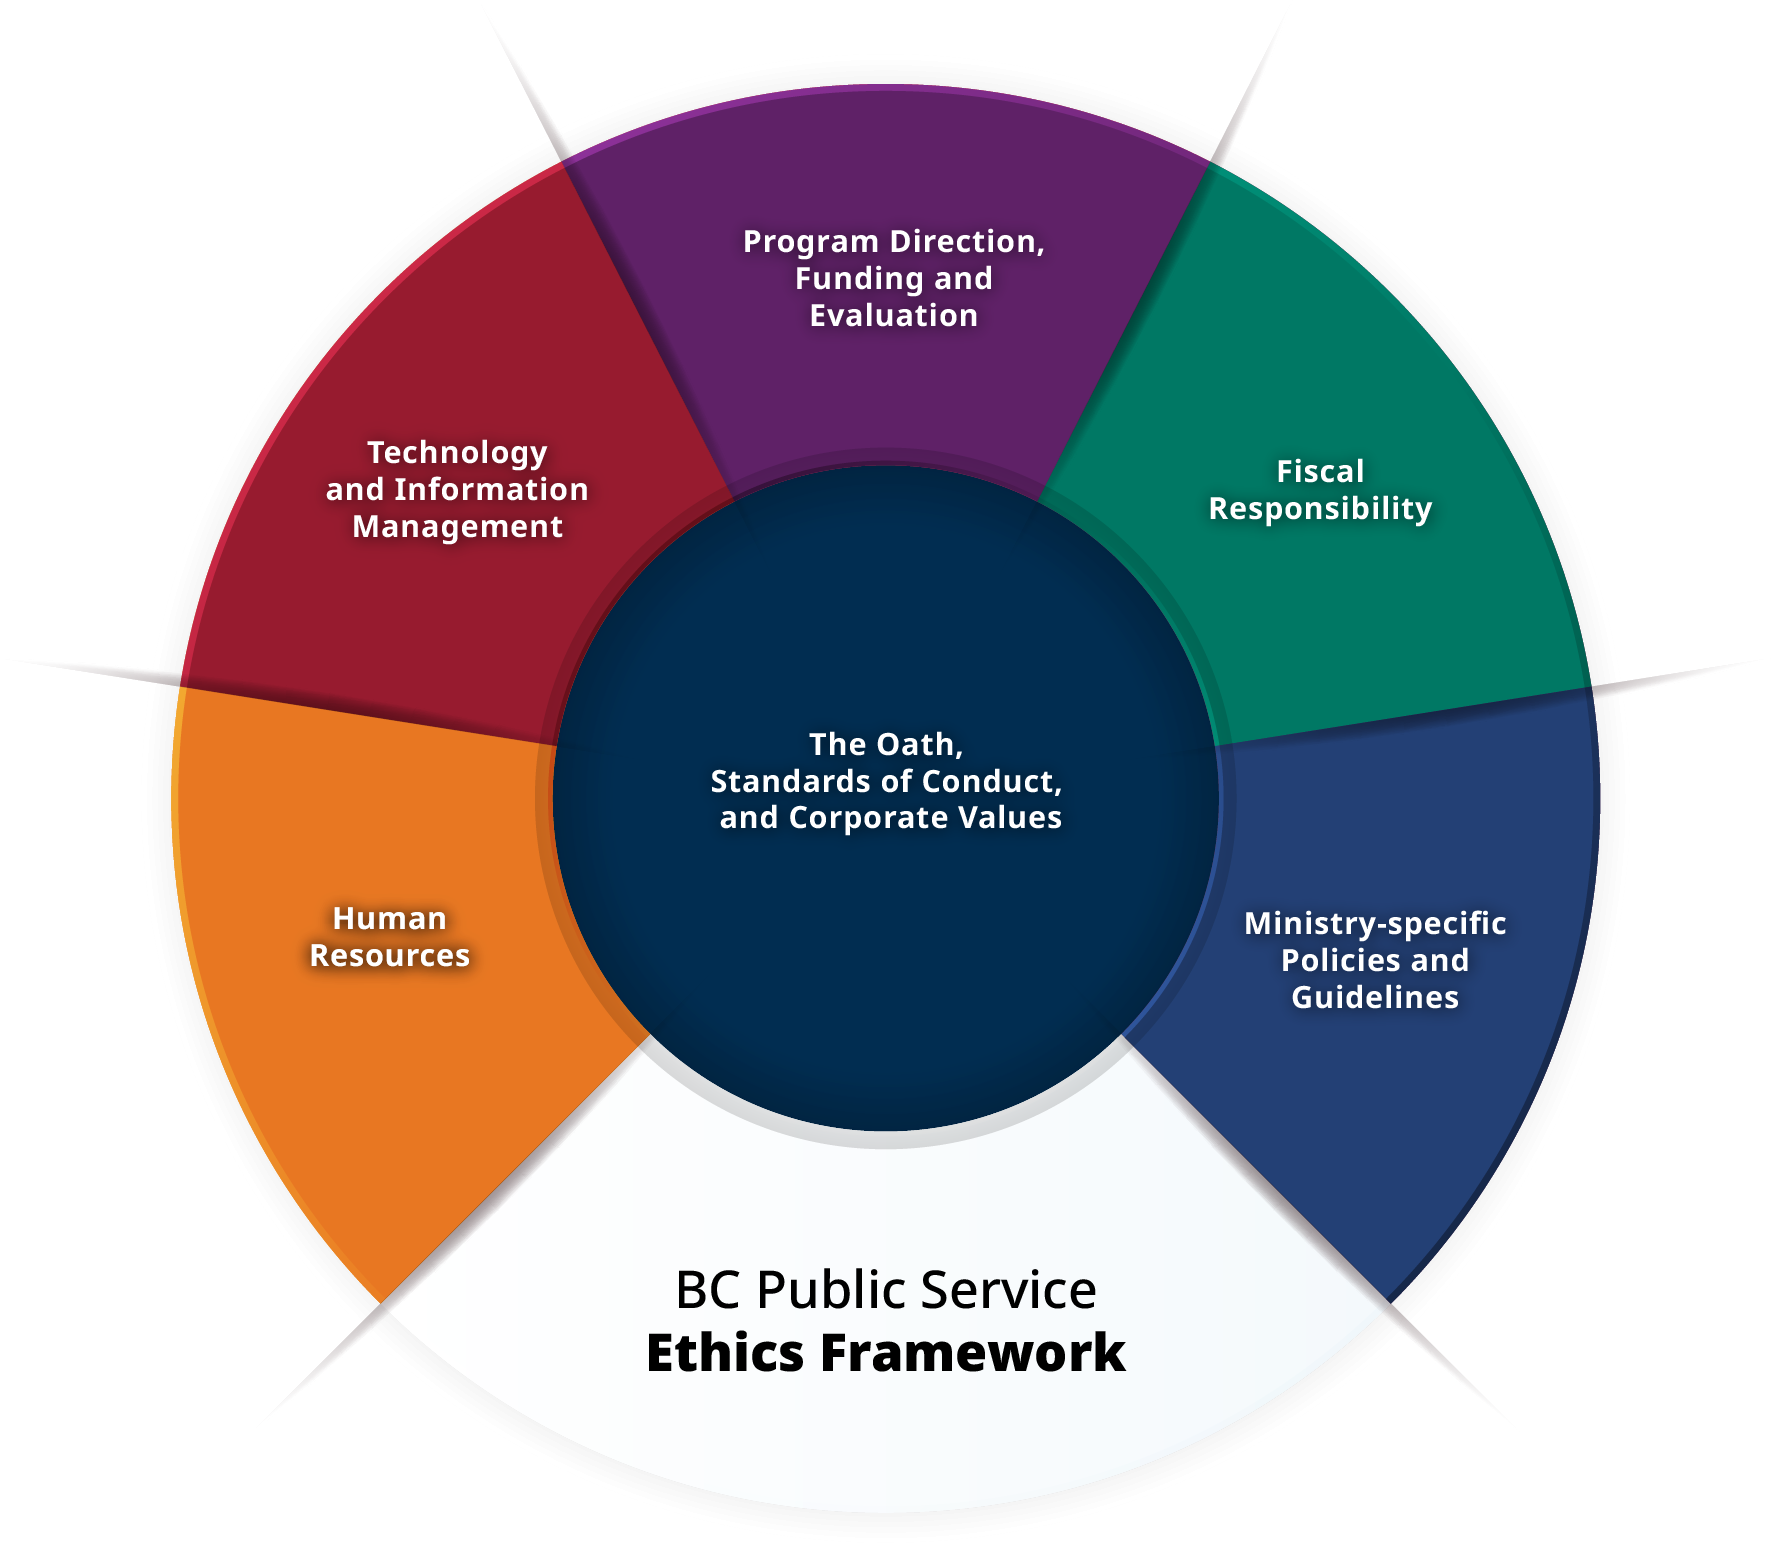 Program Direction,
Funding and
Evaluation
Technology
and Information
Management
Fiscal
Responsibility
The Oath,
Standards of Conduct,
and Corporate Values
Human
Resources
Ministry-specific
Policies and
Guidelines
BC Public Service
Ethics Framework